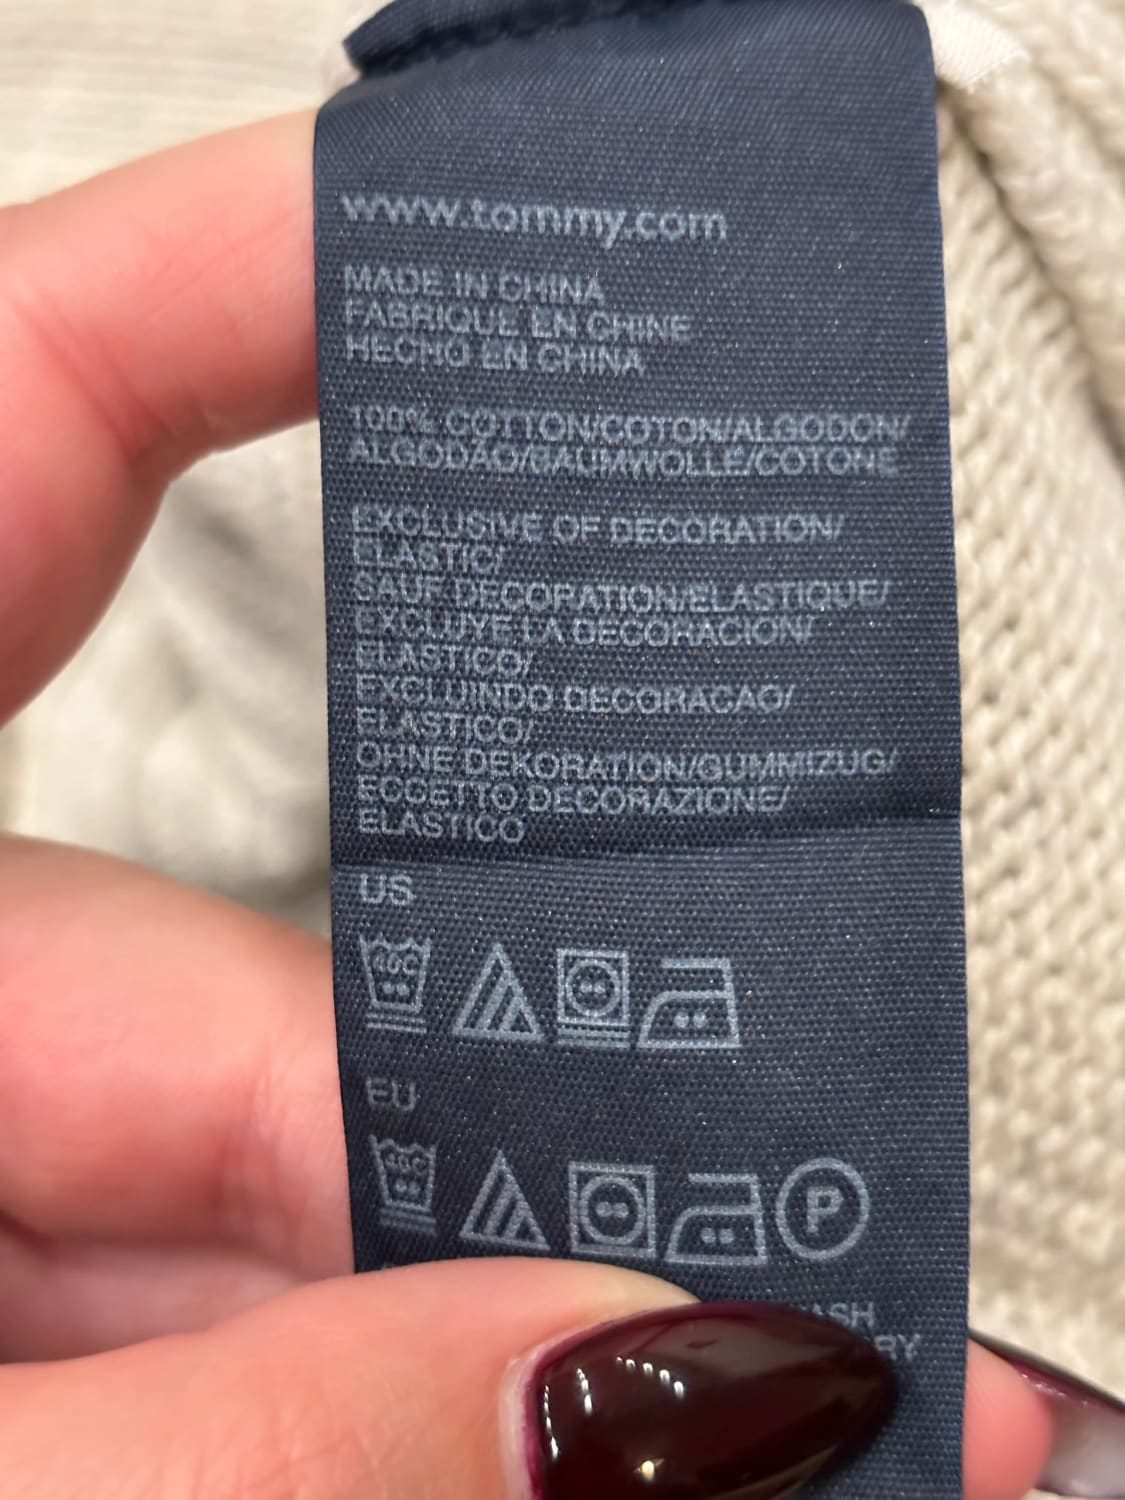 www.tommy.com
MADE IN CHINA
FABRIQUE EN CHINE
HECHO EN CHINA
100% COTTON/COTON/ALGODON/
ALGODÃO/BAUMWOLLE/COTONE
EXCLUSIVE OF DECORATION/
ELASTIC/
SAUF DECORATION/ELASTIQUE/
EXCLUYE LA DECORACION/
ELASTICO/
EXCLUINDO DECORACAO/
ELASTICO/
OHNE DEKORATION/GUMMIZUG/
ECCETTO DECORAZIONE/
ELASTICO
US
EU
P